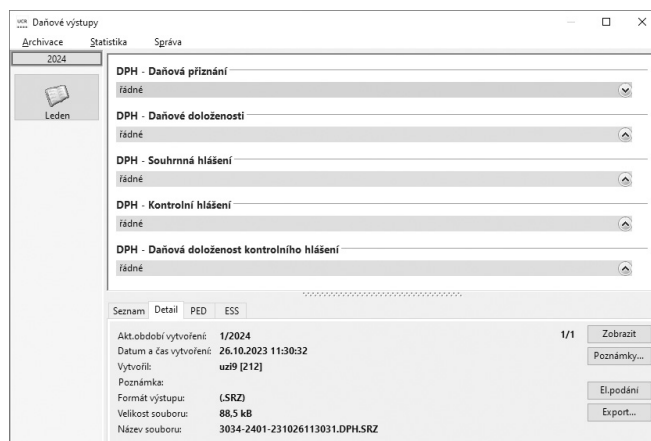 UCR Daňové výstupy
Archivace Statistika Správa
2024
Leden
DPH - Daňová přiznání
řádné
DPH - Daňové doloženosti
řádné
DPH - Souhrnná hlášení
řádné
DPH - Kontrolní hlášení
řádné
DPH - Daňová doloženost kontrolního hlášení
řádné
Seznam Detail PED ESS
Akt.období vytvoření: 1/2024 1/1 Zobrazit
Datum a čas vytvoření: 26.10.2023 11:30:32
Vytvořil: uzi9 [212] Poznámky...
Poznámka:
Formát výstupu: (.SRZ) El.podání
Velikost souboru: 88,5 kB Export...
Název souboru: 3034-2401-231026113031.DPH.SRZ